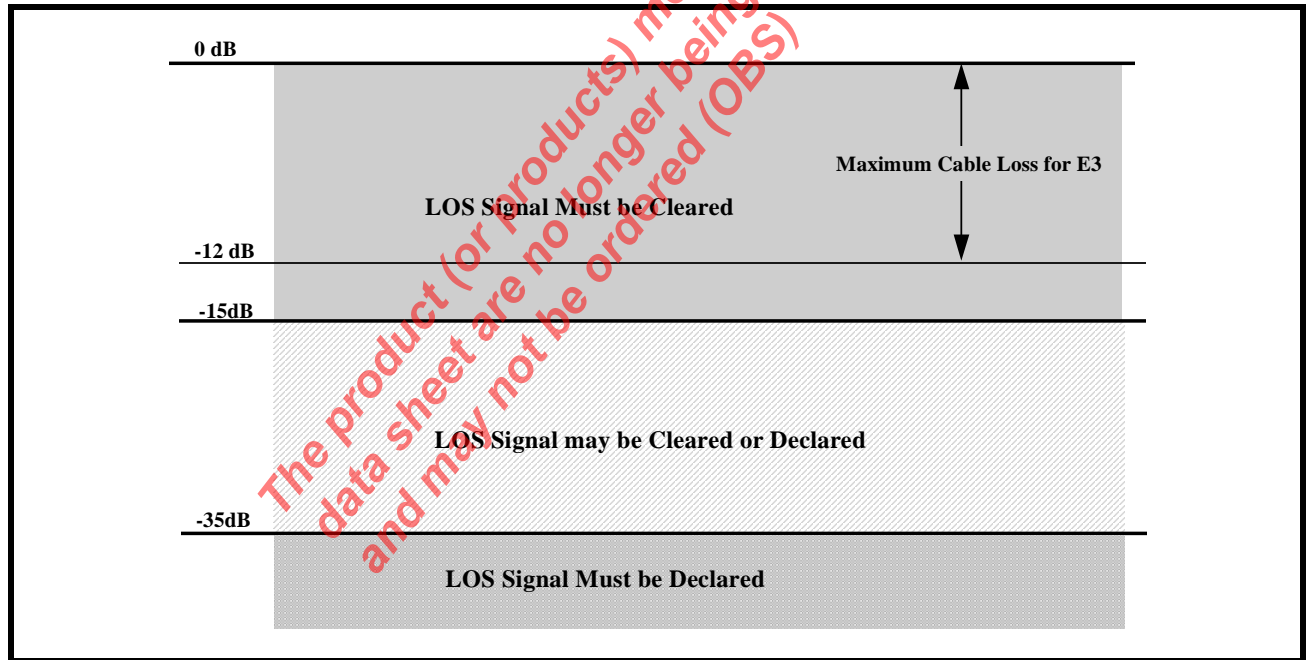 0 dB
Maximum Cable Loss for E3
LOS Signal Must be Cleared
-12 dB
-15dB
LOS Signal may be Cleared or Declared
-35dB
LOS Signal Must be Declared
The product (or products)
data sheet are no longer being
and may not be ordered (OBS)